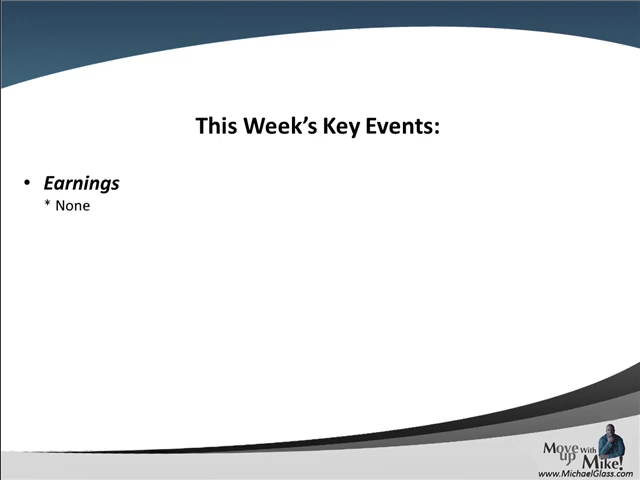 This Week's Key Events:
• Earnings
* None
Move up With Mike!
www.MichaelGlass.com